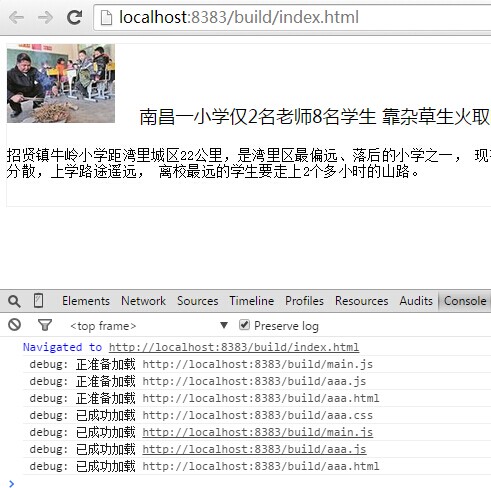 localhost:8383/build/index.html
南昌一小学仅2名老师8名学生 靠杂草生火取
招贤镇牛岭小学距湾里城区22公里，是湾里区最偏远、落后的小学之一， 现
分散，上学路途遥远， 离校最远的学生要走上2个多小时的山路。
Elements Network Sources Timeline Profiles Resources Audits Console
<top frame> Preserve log
Navigated to http://localhost:8383/build/index.html
debug: 正准备加载 http://localhost:8383/build/main.js
debug: 正准备加载 http://localhost:8383/build/aaa.js
debug: 正准备加载 http://localhost:8383/build/aaa.html
debug: 已成功加载 http://localhost:8383/build/aaa.css
debug: 已成功加载 http://localhost:8383/build/main.js
debug: 已成功加载 http://localhost:8383/build/aaa.js
debug: 已成功加载 http://localhost:8383/build/aaa.html